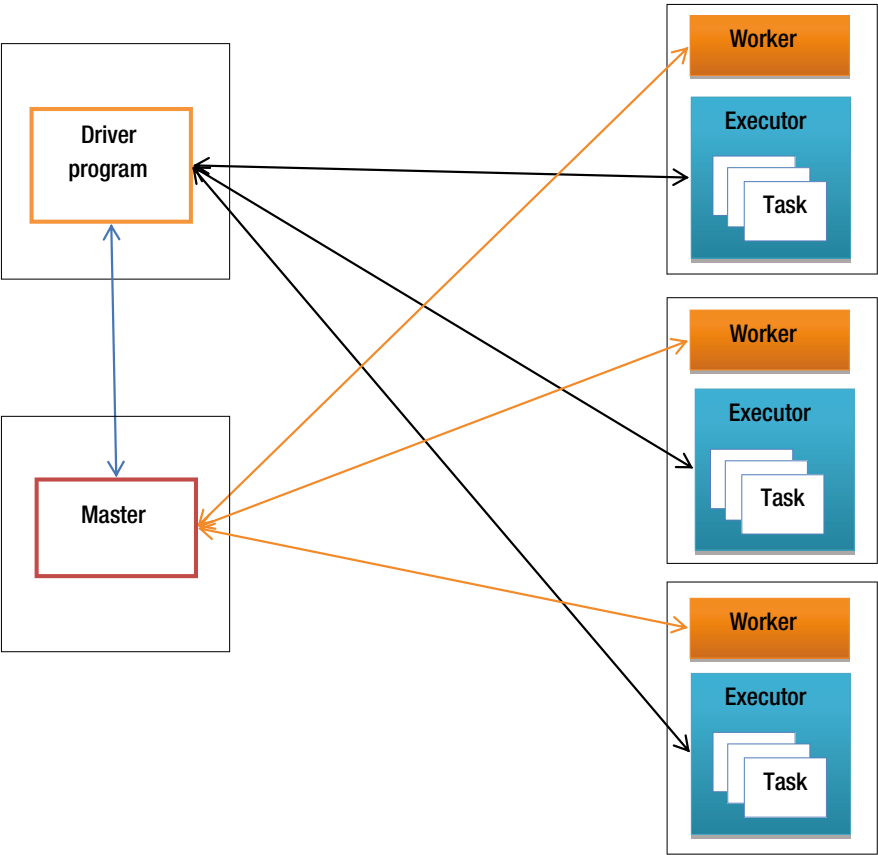 Driver
program
Master
Worker
Executor
Task
Worker
Executor
Task
Worker
Executor
Task